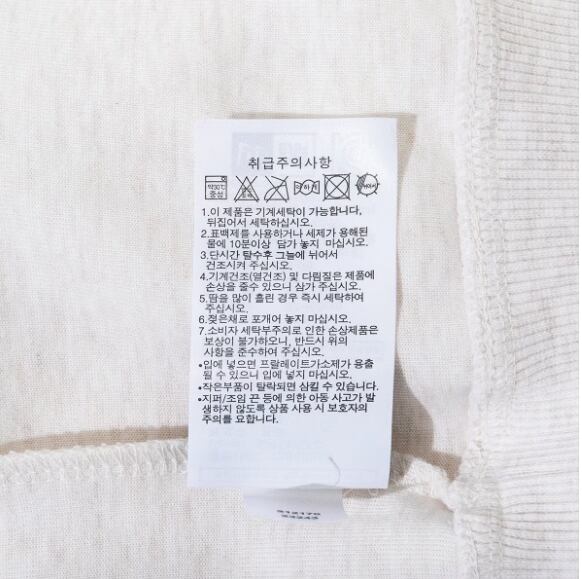 취급주의사항
약30℃
중성
약하게
뉘어서
1.이 제품은 기계세탁이 가능합니다,
뒤집어서 세탁하십시오.
2.표백제를 사용하거나 세제가 용해된
물에 10분이상 담가 놓지 마십시오.
3.단시간 탈수후 그늘에 뉘어서
건조시켜 주십시오.
4.기계건조(열건조) 및 다림질은 제품에
손상을 줄수 있으니 삼가 주십시오.
5.땀을 많이 흘린 경우 즉시 세탁하여
주십시오.
6.젖은채로 포개어 놓지 마십시오.
7.소비자 세탁부주의로 인한 손상제품은
보상이 불가하오니, 반드시 위의
사항을 준수하여 주십시오.
•입에 넣으면 프랄레이트가소제가 용출
될 수 있으니 입에 넣지 마십시오.
•작은부품이 탈락되면 삼킬 수 있습니다.
•지퍼/조임 끈 등에 의한 아동 사고가 발
생하지 않도록 상품 사용 시 보호자의
주의를 요합니다.